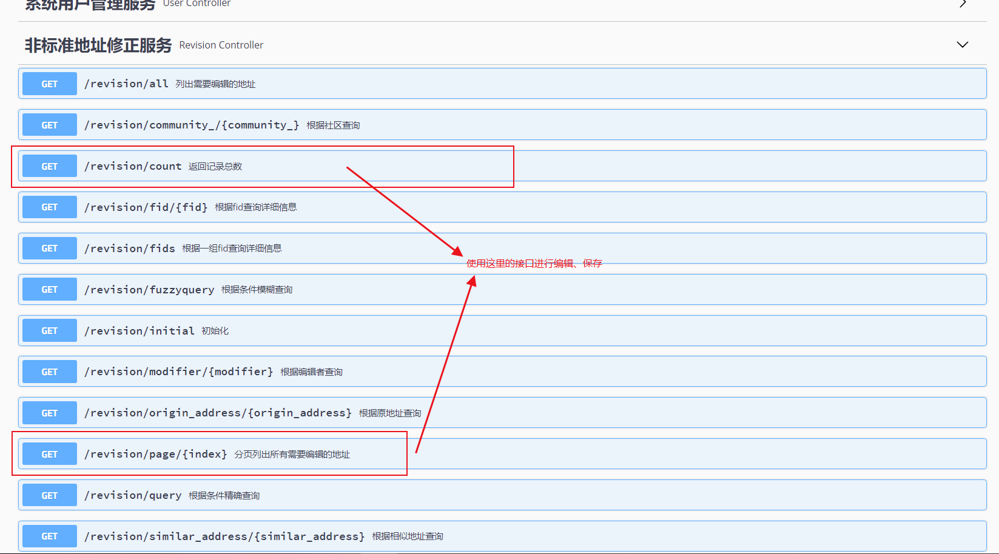 系统用户管理服务 User Controller
非标准地址修正服务 Revision Controller
GET /revision/all 列出需要编辑的地址
GET /revision/community_/{community_} 根据社区查询
GET /revision/count 返回记录总数
GET /revision/fid/{fid} 根据fid查询详细信息
GET /revision/fids 根据一组fid查询详细信息
使用这里的接口进行编辑、保存
GET /revision/fuzzyquery 根据条件模糊查询
GET /revision/initial 初始化
GET /revision/modifier/{modifier} 根据编辑者查询
GET /revision/origin_address/{origin_address} 根据原地址查询
GET /revision/page/{index} 分页列出所有需要编辑的地址
GET /revision/query 根据条件精确查询
GET /revision/similar_address/{similar_address} 根据相似地址查询